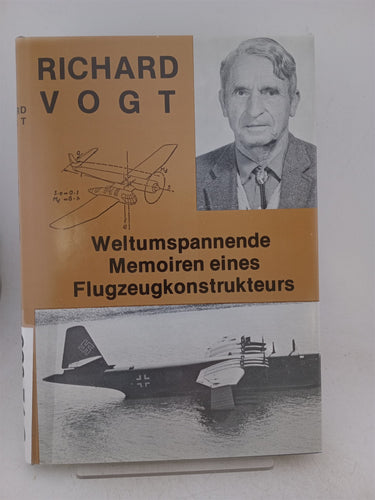 RICHARD
VOGT
Weltumspannende
Memoiren eines
Flugzeugkonstrukteurs